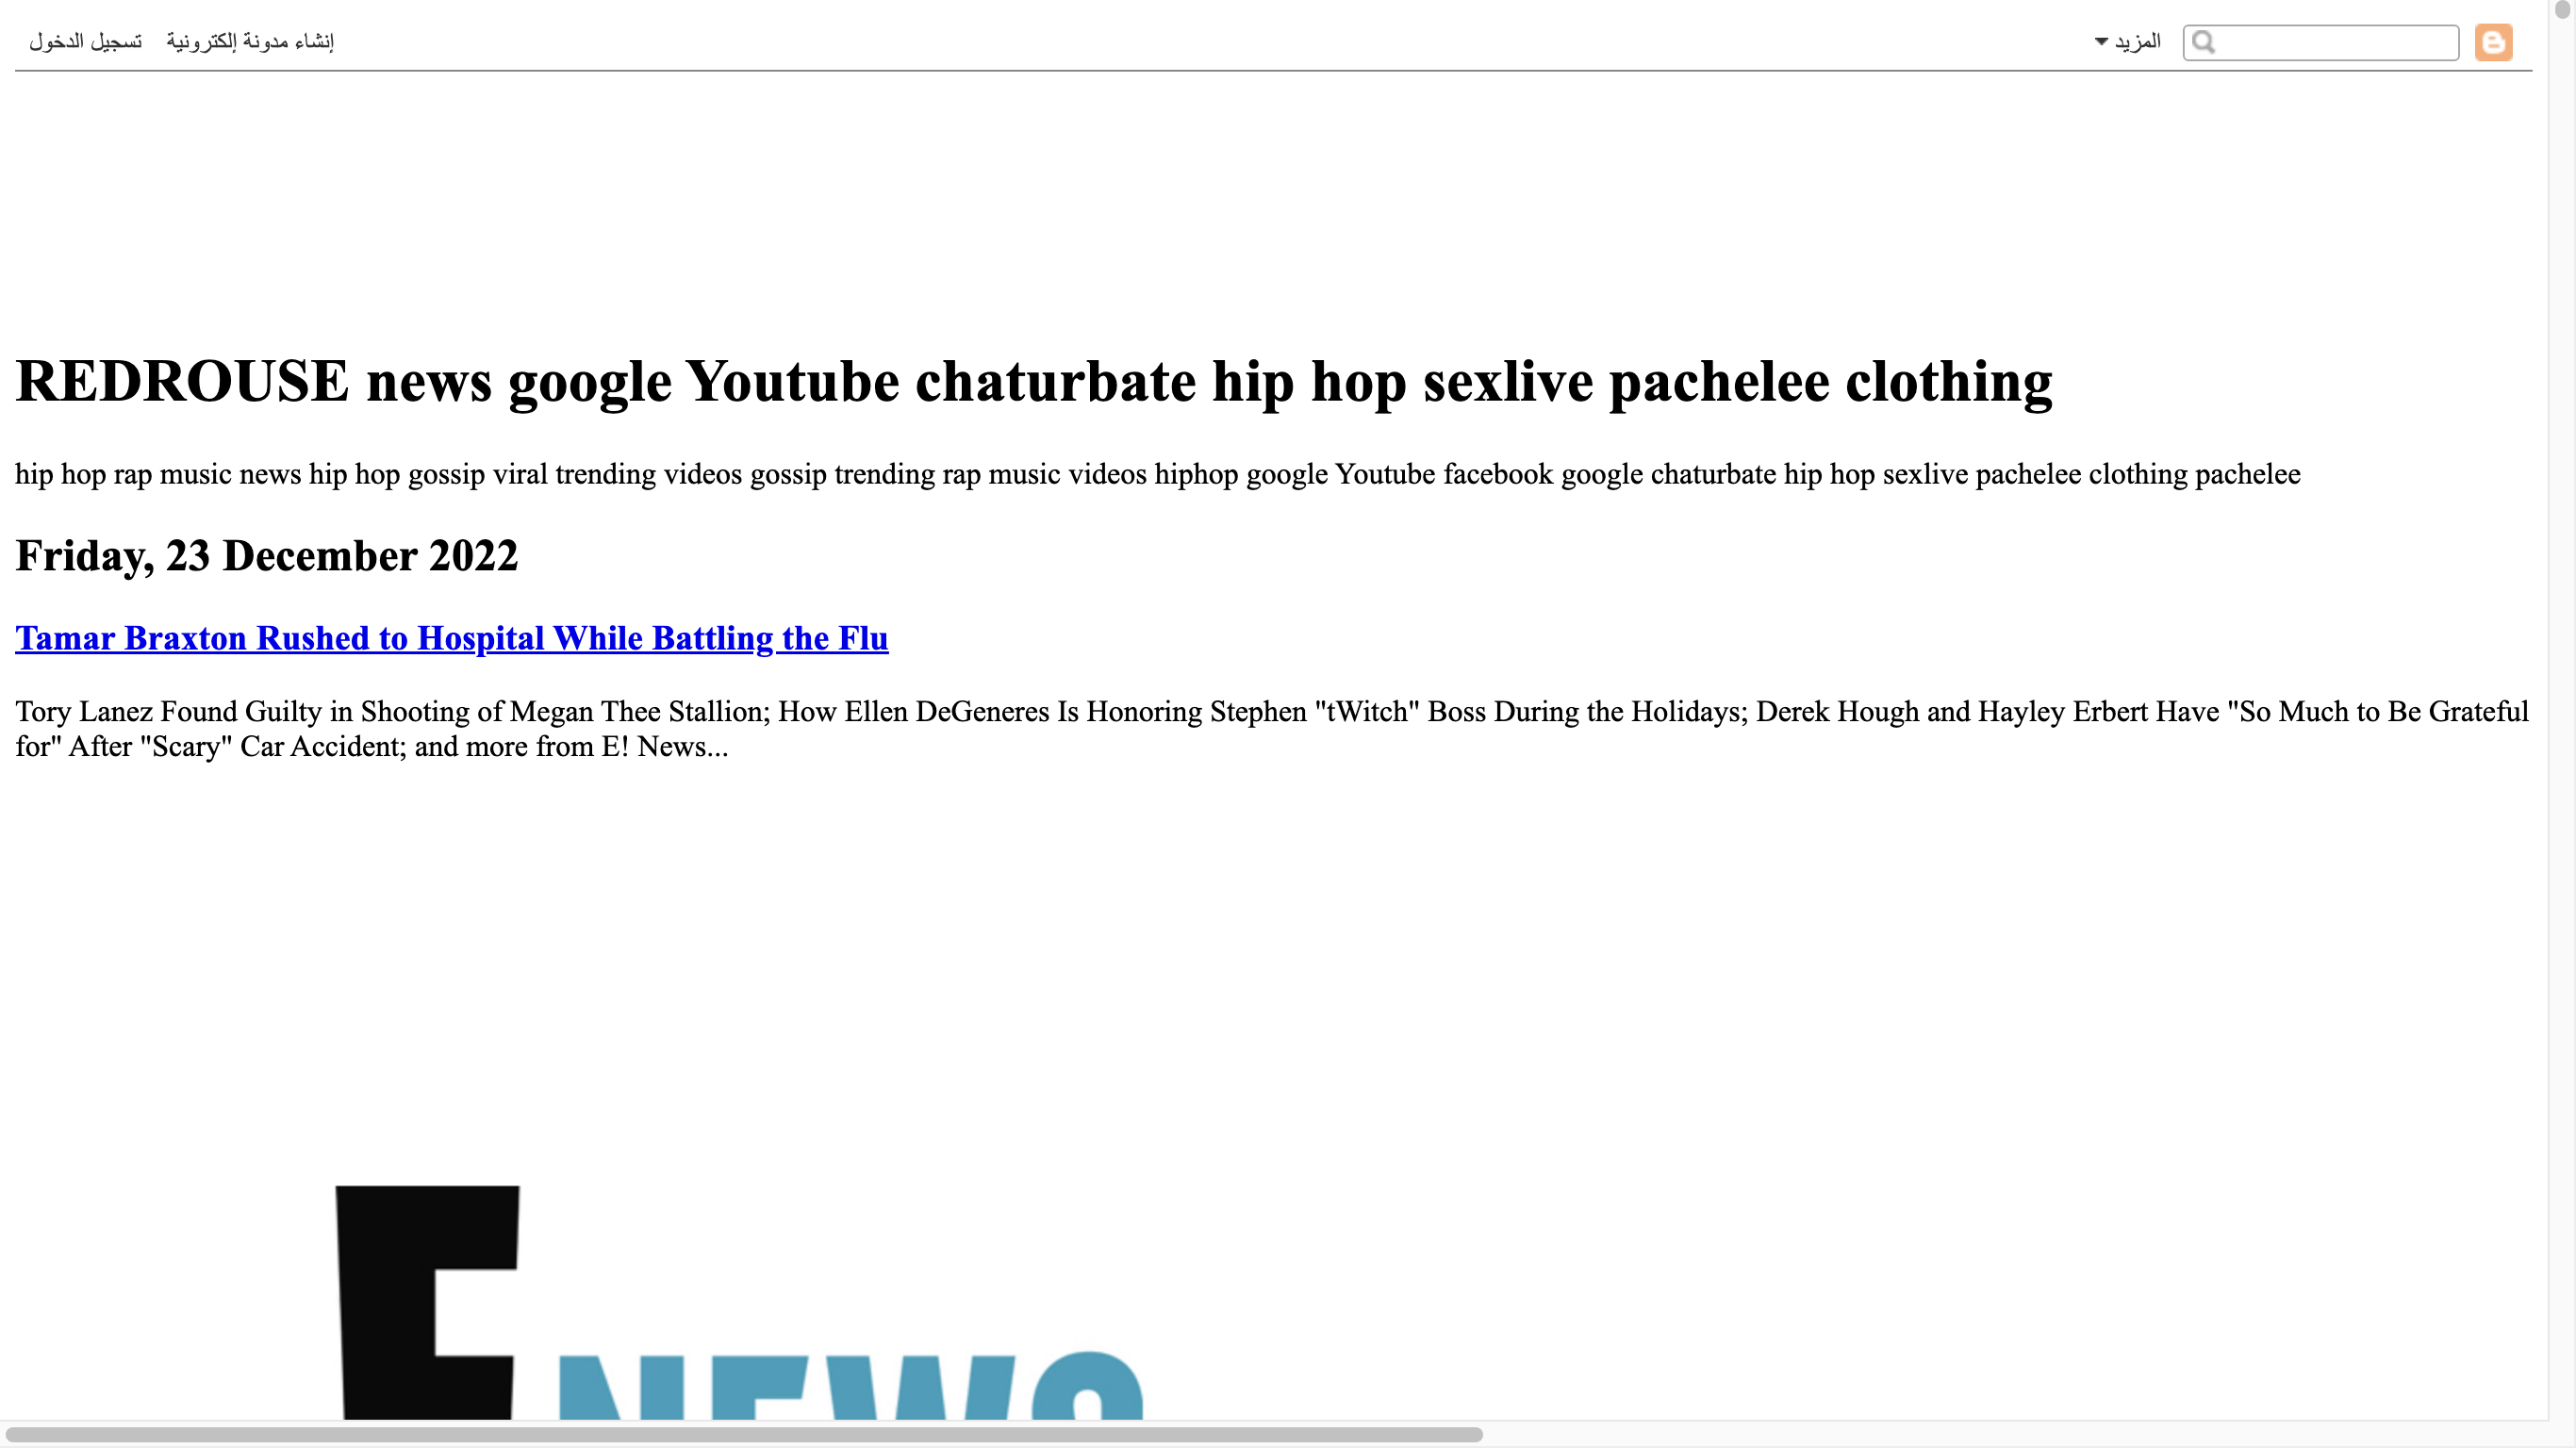 المزيد
إنشاء مدونة إلكترونية
تسجيل الدخول
REDROUSE news google Youtube chaturbate hip hop sexlive pachelee clothing
hip hop rap music news hip hop gossip viral trending videos gossip trending rap music videos hiphop google Youtube facebook google chaturbate hip hop sexlive pachelee clothing pachelee
Friday, 23 December 2022
Tamar Braxton Rushed to Hospital While Battling the Flu
Tory Lanez Found Guilty in Shooting of Megan Thee Stallion; How Ellen DeGeneres Is Honoring Stephen "tWitch" Boss During the Holidays; Derek Hough and Hayley Erbert Have "So Much to Be Grateful
for" After "Scary" Car Accident; and more from E! News...
E NEWS